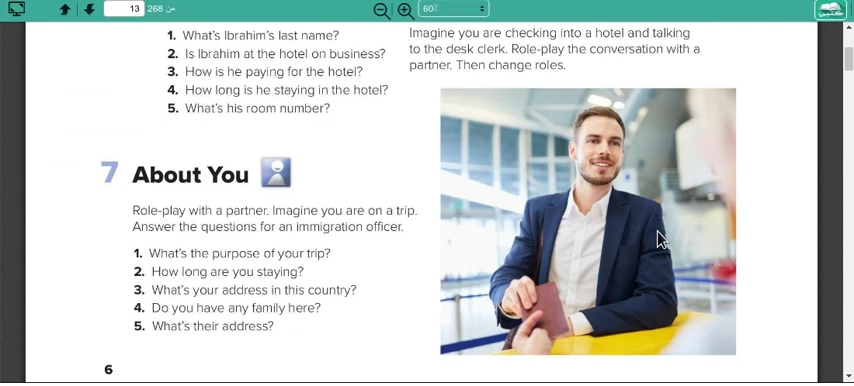 13
من 268
60٪
1. What's Ibrahim's last name?
2. Is Ibrahim at the hotel on business?
3. How is he paying for the hotel?
4. How long is he staying in the hotel?
5. What's his room number?
Imagine you are checking into a hotel and talking
to the desk clerk. Role-play the conversation with a
partner. Then change roles.
7 About You
Role-play with a partner. Imagine you are on a trip.
Answer the questions for an immigration officer.
1. What's the purpose of your trip?
2. How long are you staying?
3. What's your address in this country?
4. Do you have any family here?
5. What's their address?
6